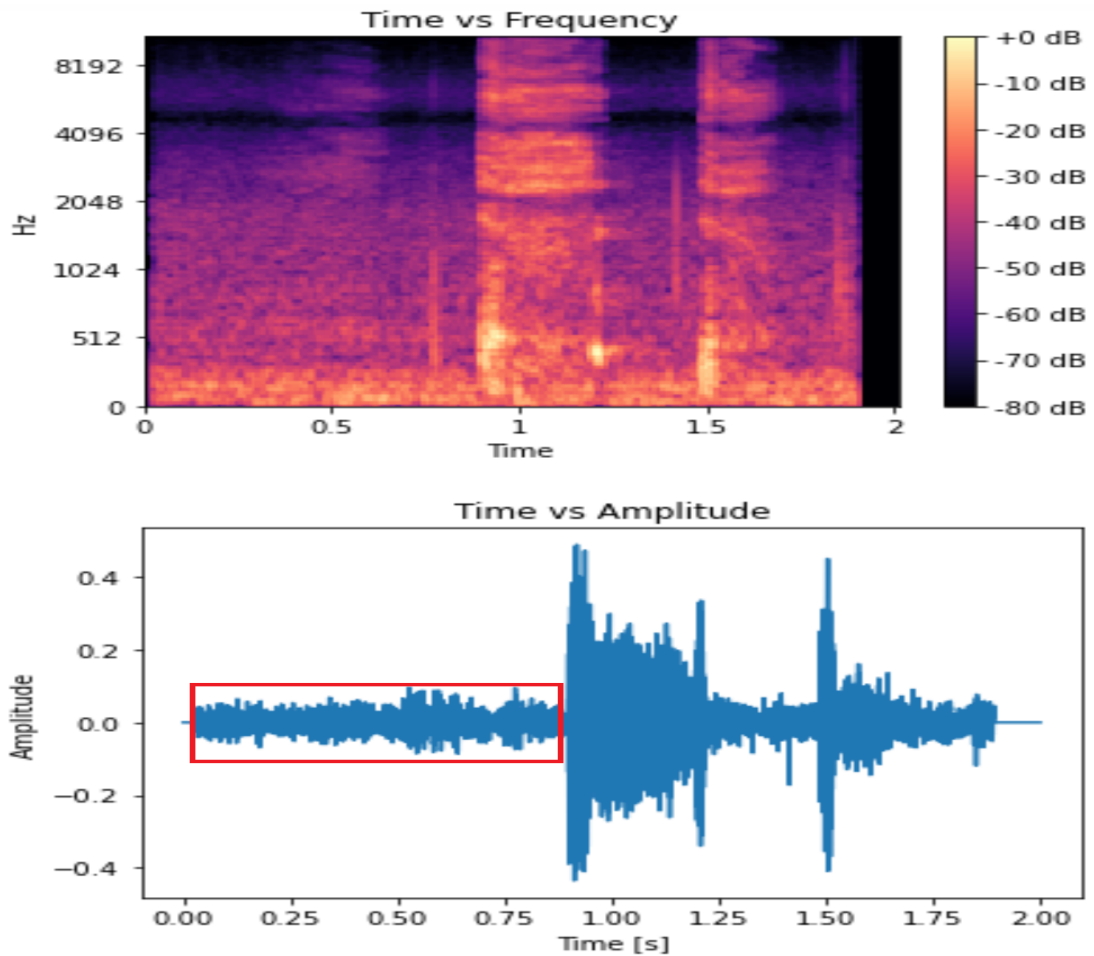 Time vs Frequency
+0 dB
8192
-10 dB
4096
-20 dB
-30 dB
2048
Hz
-40 dB
1024
-50 dB
-60 dB
512
-70 dB
0
-80 dB
0 0.5 1 1.5 2
Time
Time vs Amplitude
0.4
0.2
0.0
Amplitude
−0.2
−0.4
0.00 0.25 0.50 0.75 1.00 1.25 1.50 1.75 2.00
Time [s]